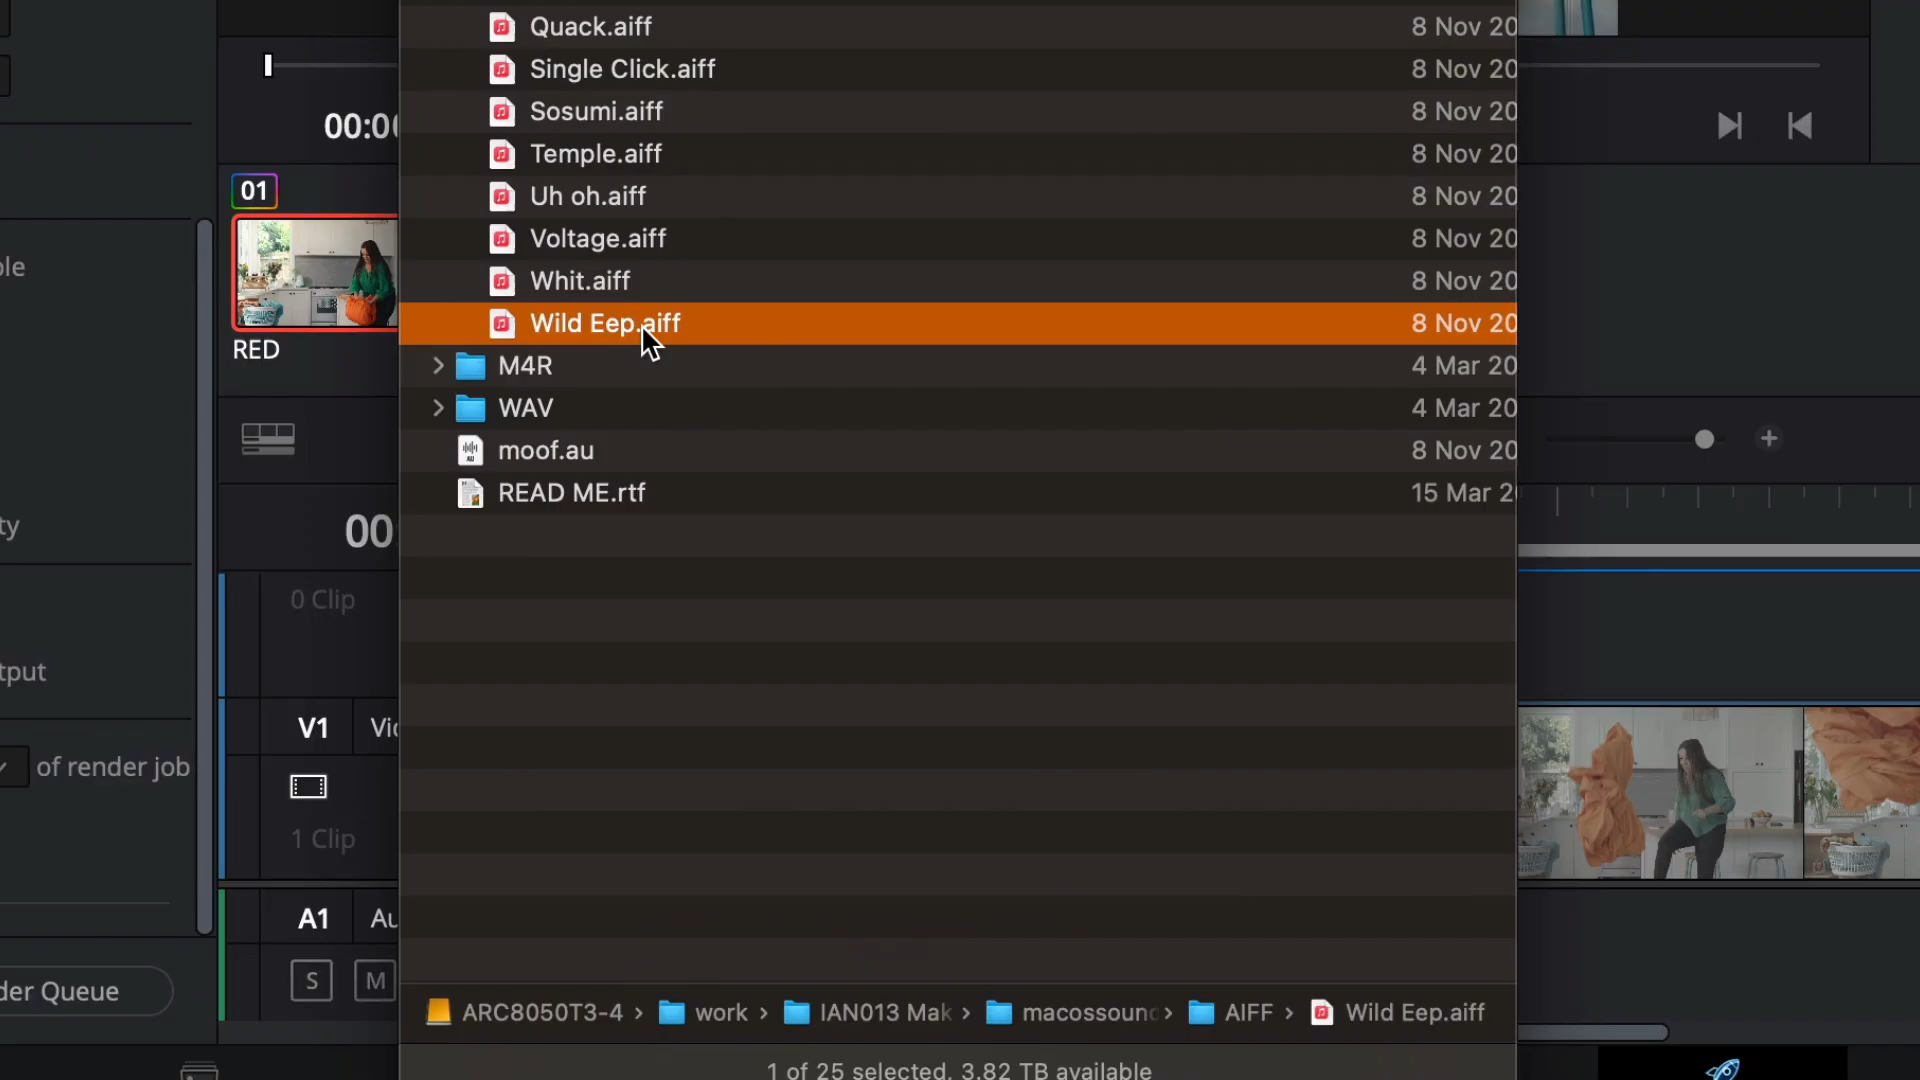 Quack.aiff 8 Nov 20
Single Click.aiff 8 Nov 20
00:00
Sosumi.aiff 8 Nov 20
Temple.aiff 8 Nov 20
01
Uh oh.aiff 8 Nov 20
Voltage.aiff 8 Nov 20
ole
Whit.aiff 8 Nov 20
Wild Eep.aiff 8 Nov 20
RED
M4R 4 Mar 20
WAV 4 Mar 20
moof.au 8 Nov 20
READ ME.rtf 15 Mar 2
ty
00:
0 Clip
tput
V1 Vic
of render job
1 Clip
A1 Au
S M
der Queue
ARC8050T3-4 › work › IAN013 Mak › macossound › AIFF › Wild Eep.aiff
1 of 25 selected, 3.82 TB available